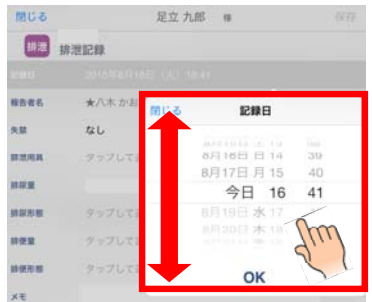 閉じる 足立 九郎 様 保存
排泄 排泄記録
記録日 2015年8月18日 (火) 16:41
報告者名 ★八木 かお
失禁 なし
排泄用具 タップして
排尿量
排尿形態 タップして
排便量 タップして
排便形態 タップして
メモ
閉じる 記録日
8月16日 日 14 39
8月17日 月 15 40
今日 16 41
8月19日 水 17
8月20日 木 18
OK